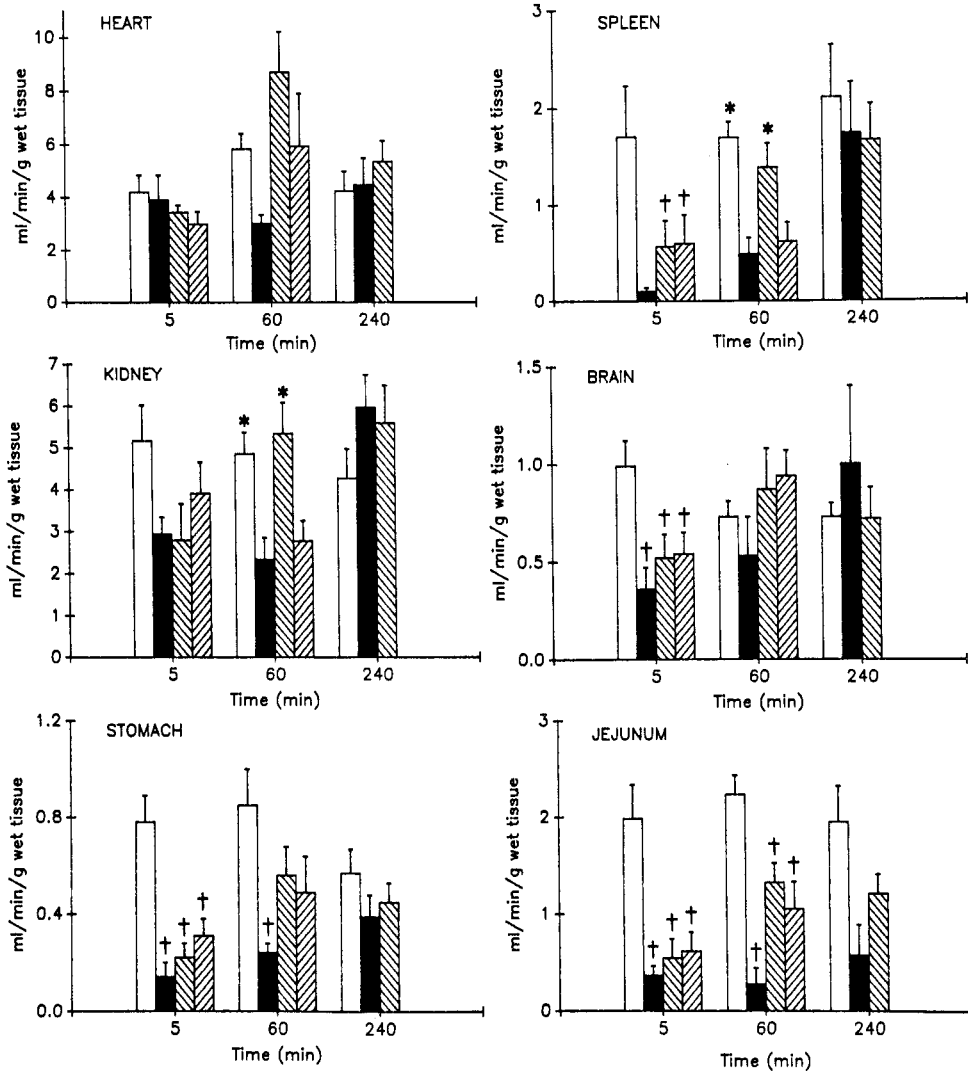 HEART
ml/min/g wet tissue
10
8
6
4
2
0
5 60 240
Time (min)
SPLEEN
ml/min/g wet tissue
3
2
1
0
* *
† †
5 60 240
Time (min)
KIDNEY
ml/min/g wet tissue
7
6
5
4
3
2
1
0
* *
5 60 240
Time (min)
BRAIN
ml/min/g wet tissue
1.5
1.0
0.5
0.0
† † †
5 60 240
Time (min)
STOMACH
ml/min/g wet tissue
1.2
0.8
0.4
0.0
† † † †
5 60 240
Time (min)
JEJUNUM
ml/min/g wet tissue
3
2
1
0
† † † † † †
5 60 240
Time (min)